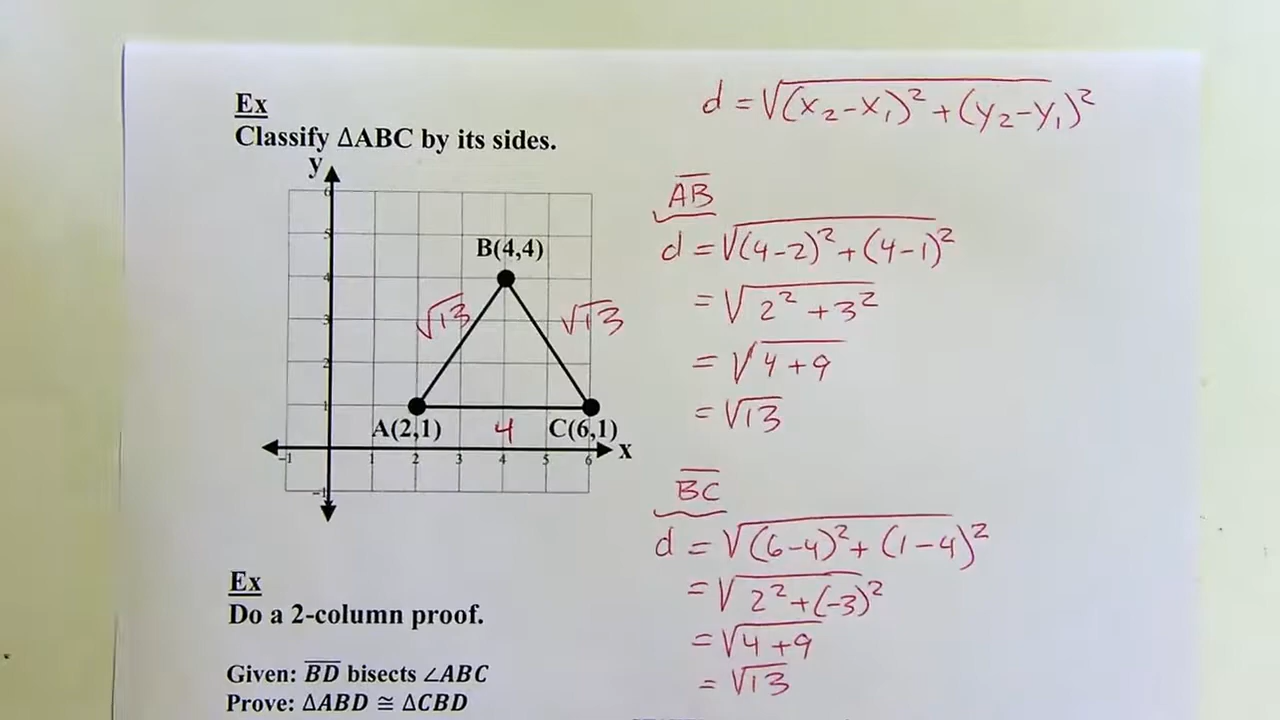 Ex
Classify ΔABC by its sides.
y
6
5
B(4,4)
4
√13 √13
3
2
1
A(2,1) 4 C(6,1)
x
-1 1 2 3 4 5 6
-1
Ex
Do a 2-column proof.
Given: B̅D̅ bisects ∠ABC
Prove: ΔABD ≅ ΔCBD
d = √(x₂-x₁)² + (y₂-y₁)²
A̅B̅
d = √(4-2)² + (4-1)²
= √2² + 3²
= √4 + 9
= √13
B̅C̅
d = √(6-4)² + (1-4)²
= √2² + (-3)²
= √4 + 9
= √13